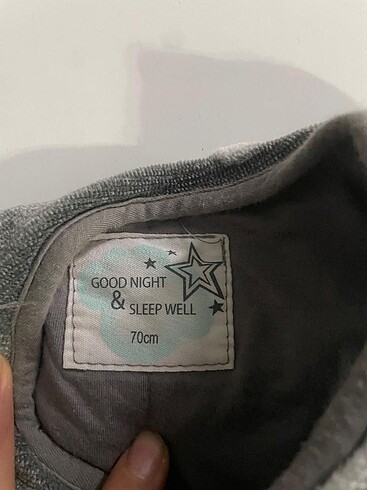 GOOD NIGHT
& SLEEP WELL
70cm